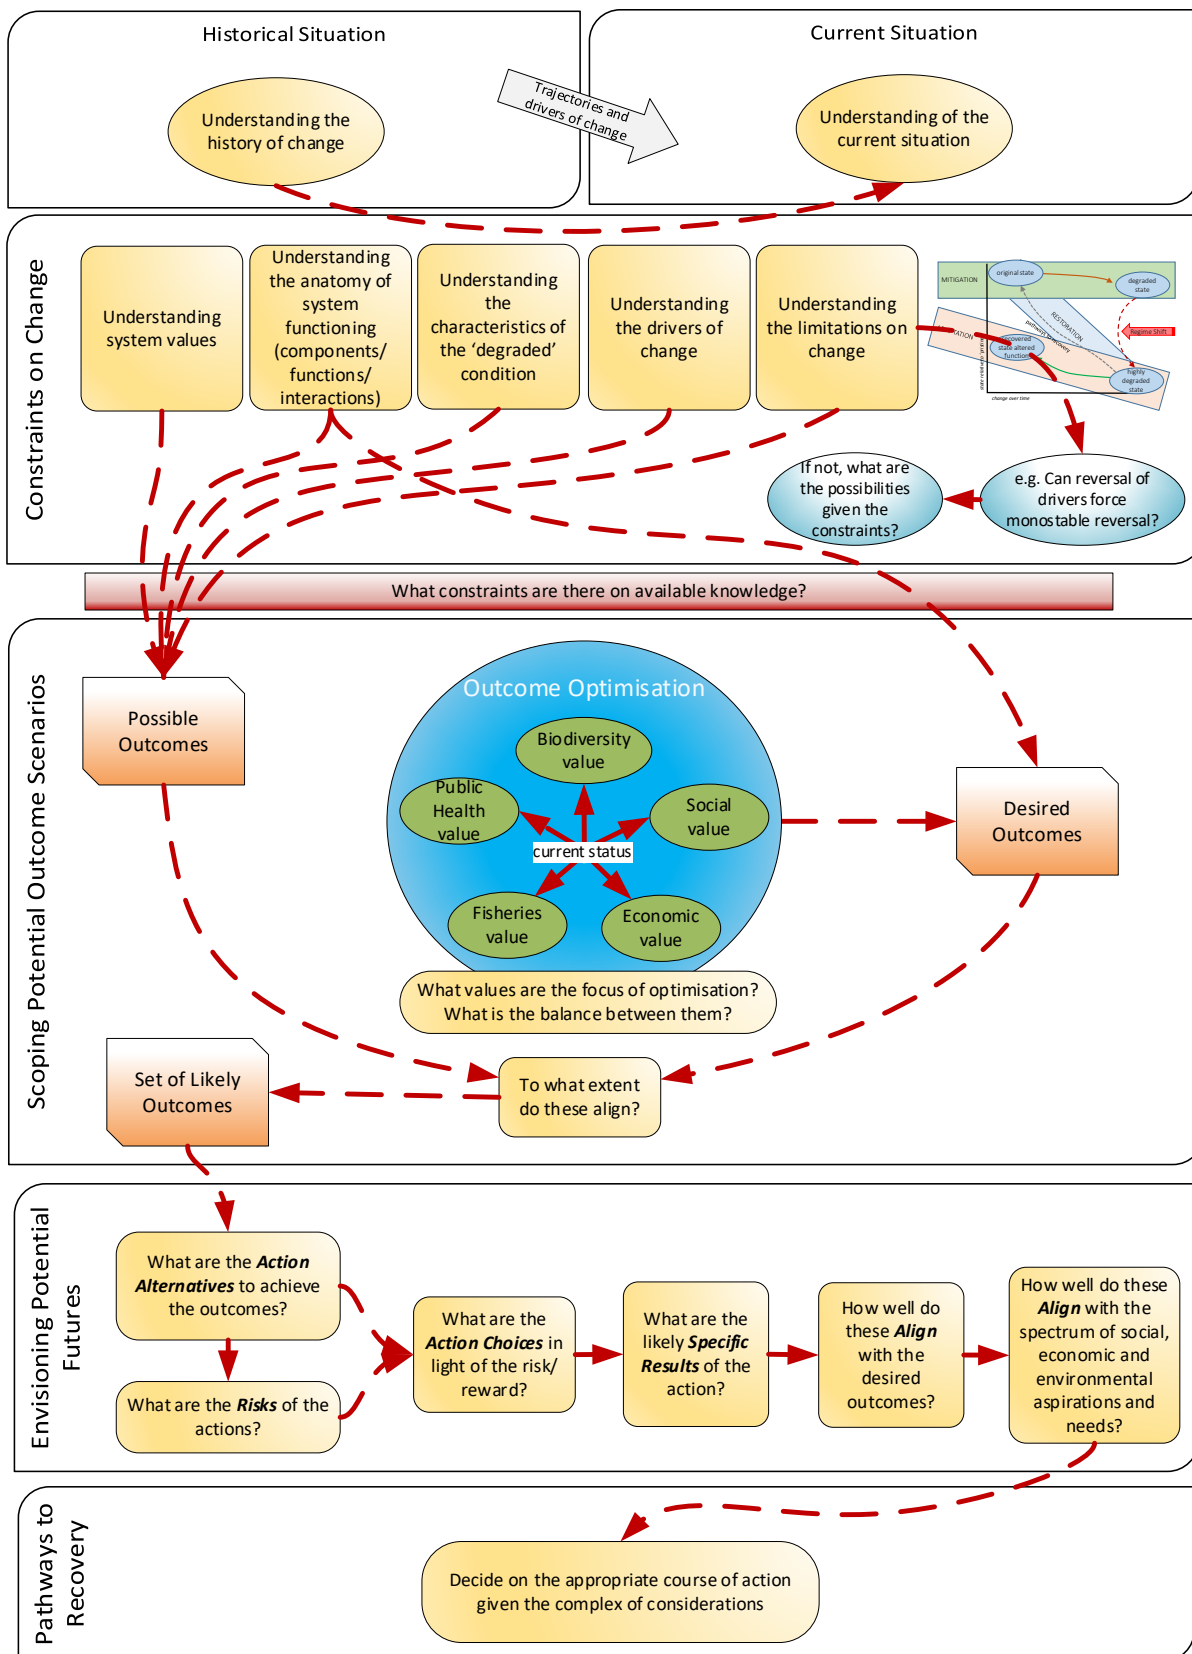 Historical Situation
Current Situation
Understanding the
history of change
Trajectories and
drivers of change
Understanding of the
current situation
Constraints on Change
Understanding
system values
Understanding
the anatomy of
system
functioning
(components/
functions/
interactions)
Understanding
the
characteristics of
the ‘degraded’
condition
Understanding
the drivers of
change
Understanding
the limitations on
change
MITIGATION
original state
degraded
state
RESTORATION
pathways recovery
Regime Shift
state altered
function
highly
degraded
state
change over time
If not, what are
the possibilities
given the
constraints?
e.g. Can reversal of
drivers force
monostable reversal?
What constraints are there on available knowledge?
Scoping Potential Outcome Scenarios
Possible
Outcomes
Outcome Optimisation
Biodiversity
value
Public
Health
value
Social
value
current status
Fisheries
value
Economic
value
Desired
Outcomes
What values are the focus of optimisation?
What is the balance between them?
Set of Likely
Outcomes
To what extent
do these align?
Envisioning Potential
Futures
What are the Action
Alternatives to achieve
the outcomes?
What are the Risks of the
actions?
What are the
Action Choices in
light of the risk/
reward?
What are the
likely Specific
Results of the
action?
How well do
these Align
with the
desired
outcomes?
How well do these
Align with the
spectrum of social,
economic and
environmental
aspirations and
needs?
Pathways to
Recovery
Decide on the appropriate course of action
given the complex of considerations